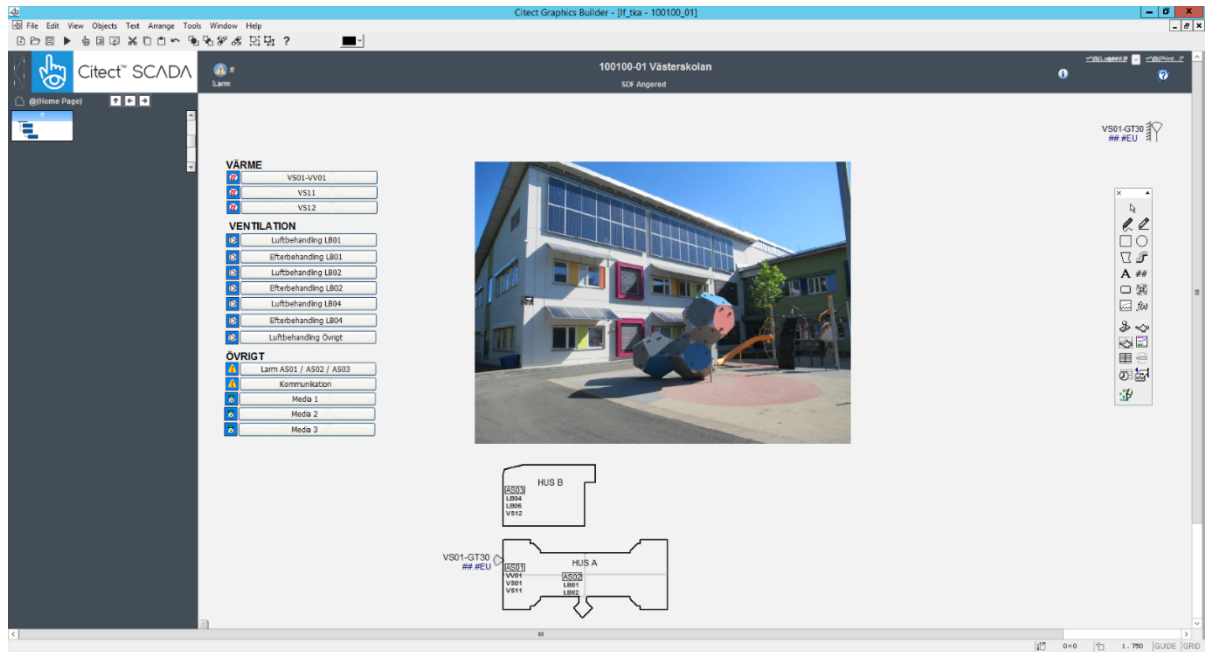 Citect Graphics Builder - [lf_tka - 100100_01]
File Edit View Objects Text Arrange Tools Window Help
Citect™ SCADA
#
Larm
100100-01 Västerskolan
SDF Angered
@(Home Page)
VS01-GT30
##.#EU
VÄRME
VS01-VV01
VS11
VS12
VENTILATION
Luftbehandling LB01
Efterbehandling LB01
Luftbehandling LB02
Efterbehandling LB02
Luftbehandling LB04
Efterbehandling LB04
Luftbehandling Övrigt
ÖVRIGT
Larm AS01 / AS02 / AS03
Kommunikation
Media 1
Media 2
Media 3
HUS B
AS03
LB04
LB06
VS12
VS01-GT30
##.#EU
HUS A
AS01
VV01
VS01
VS11
AS02
LB01
LB02
0×0
1 , 750
GUIDE
GRID